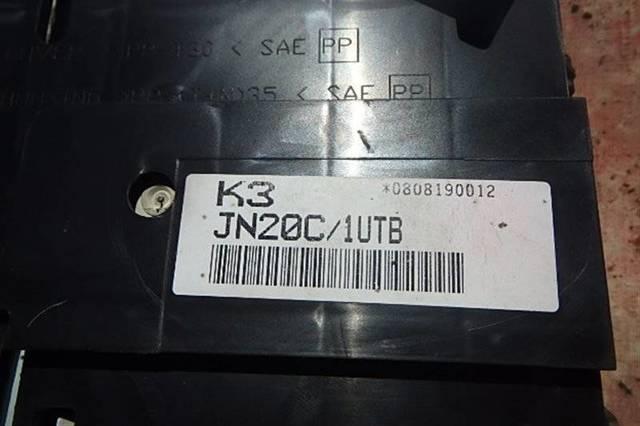 < SAE PP
< SAE PP
K3 *0808190012
JN20C/1UTB